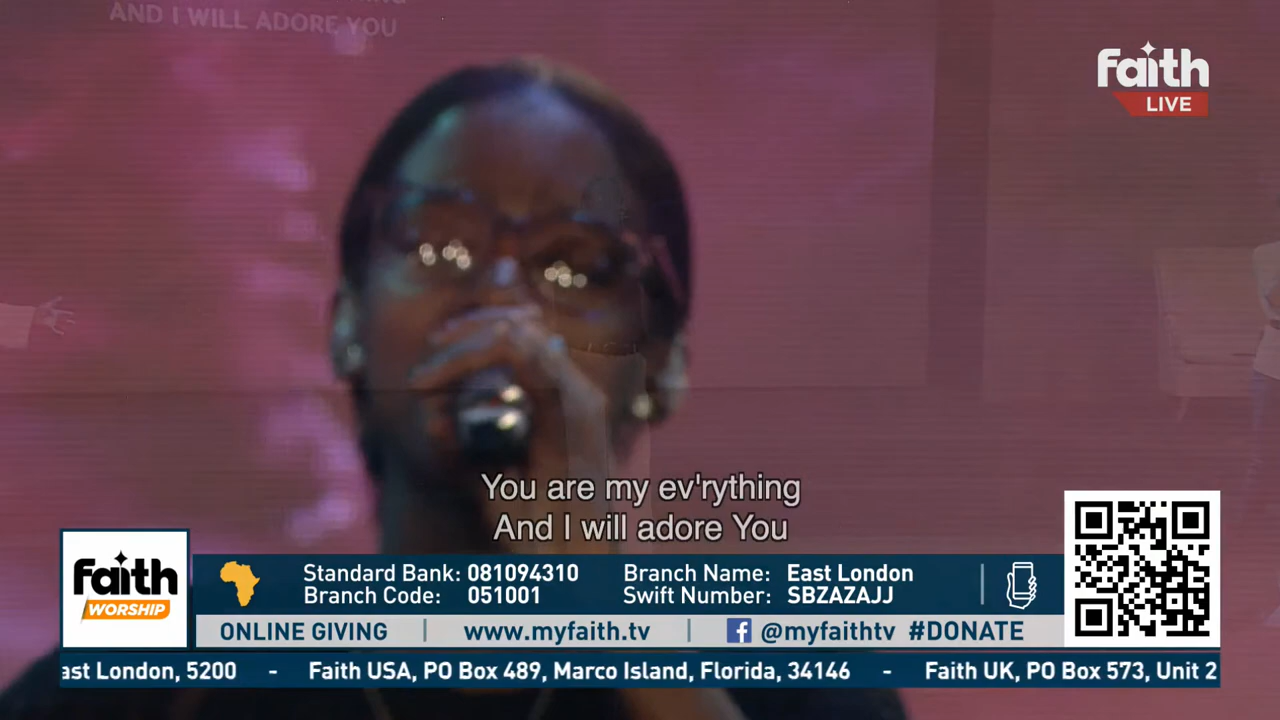 AND I WILL ADORE YOU
faith
LIVE
You are my ev'rything
And I will adore You
faith
WORSHIP
Standard Bank: 081094310 Branch Name: East London
Branch Code: 051001 Swift Number: SBZAZAJJ
ONLINE GIVING | www.myfaith.tv | @myfaithtv #DONATE
ast London, 5200 - Faith USA, PO Box 489, Marco Island, Florida, 34146 - Faith UK, PO Box 573, Unit 2